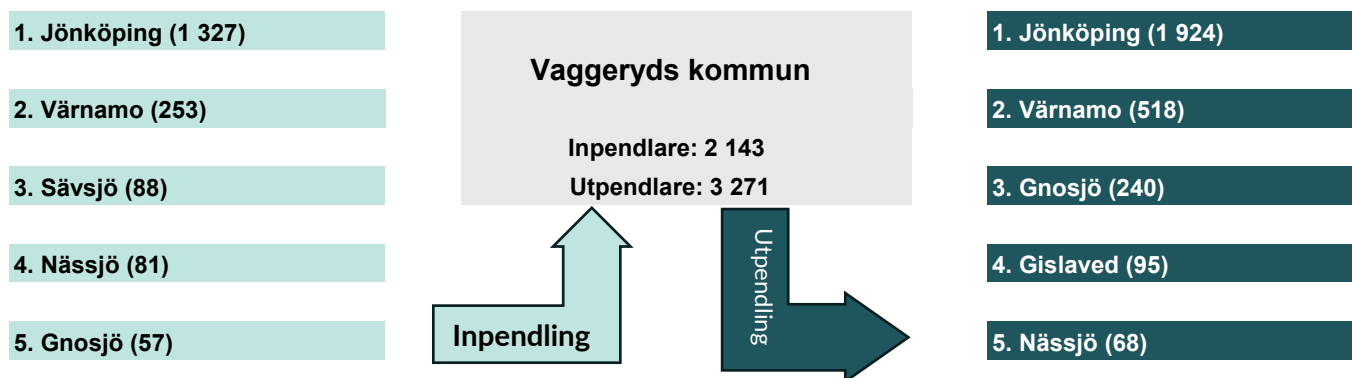 1. Jönköping (1 327)
2. Värnamo (253)
3. Sävsjö (88)
4. Nässjö (81)
5. Gnosjö (57)
Vaggeryds kommun
Inpendlare: 2 143
Utpendlare: 3 271
Inpendling
Utpendling
1. Jönköping (1 924)
2. Värnamo (518)
3. Gnosjö (240)
4. Gislaved (95)
5. Nässjö (68)